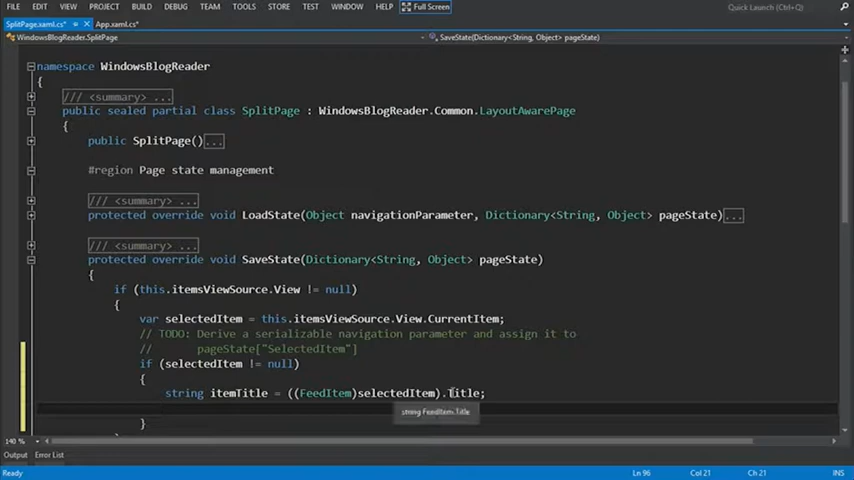 FILE EDIT VIEW PROJECT BUILD DEBUG TEAM TOOLS STORE TEST WINDOW HELP Full Screen Quick Launch (Ctrl+Q)
SplitPage.xaml.cs* App.xaml.cs*
WindowsBlogReader.SplitPage SaveState(Dictionary<String, Object> pageState)
namespace WindowsBlogReader
{
/// <summary> ...
public sealed partial class SplitPage : WindowsBlogReader.Common.LayoutAwarePage
{
public SplitPage()...
#region Page state management
/// <summary> ...
protected override void LoadState(Object navigationParameter, Dictionary<String, Object> pageState)...
/// <summary> ...
protected override void SaveState(Dictionary<String, Object> pageState)
{
if (this.itemsViewSource.View != null)
{
var selectedItem = this.itemsViewSource.View.CurrentItem;
// TODO: Derive a serializable navigation parameter and assign it to
// pageState["SelectedItem"]
if (selectedItem != null)
{
string itemTitle = ((FeedItem)selectedItem).Title;
string FeedItem.Title
}
140 %
Output Error List
Ready Ln 96 Col 21 Ch 21 INS